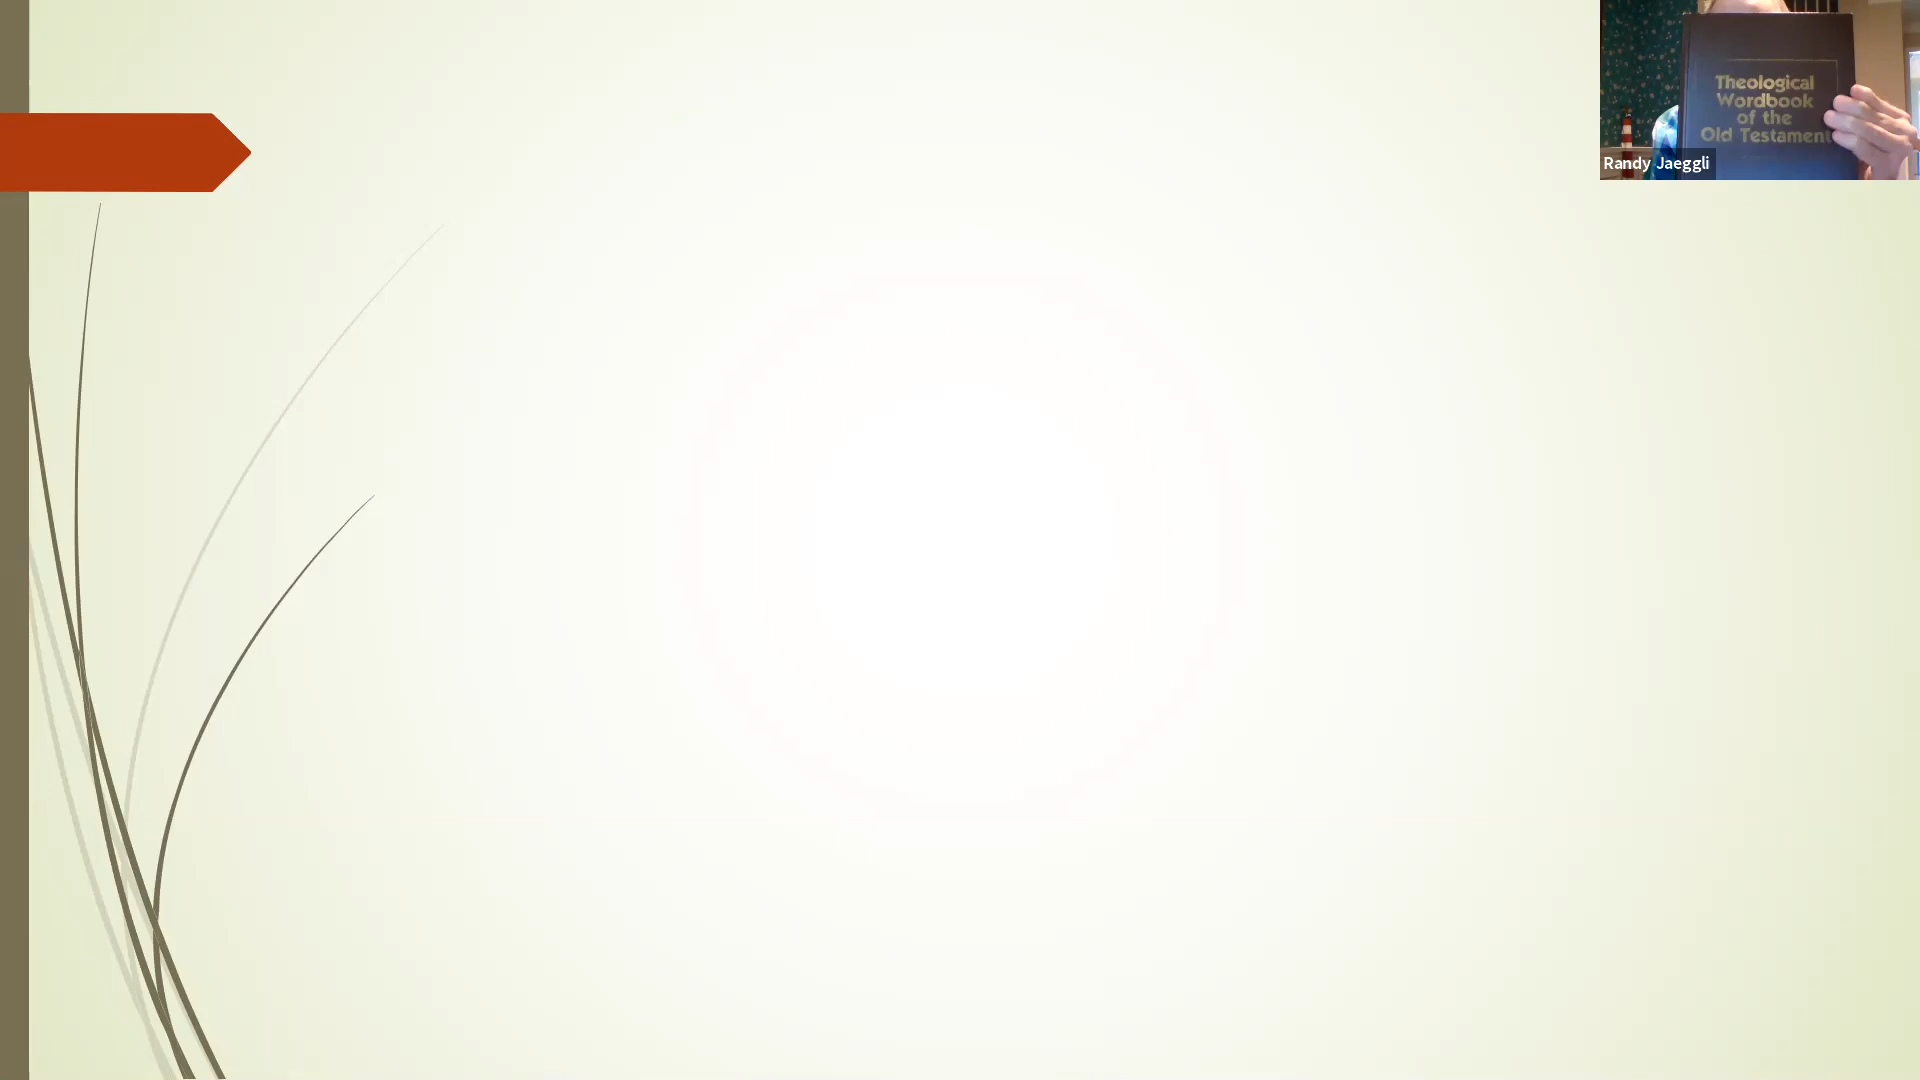 Theological
Wordbook
of the
Old Testament
Randy Jaeggli